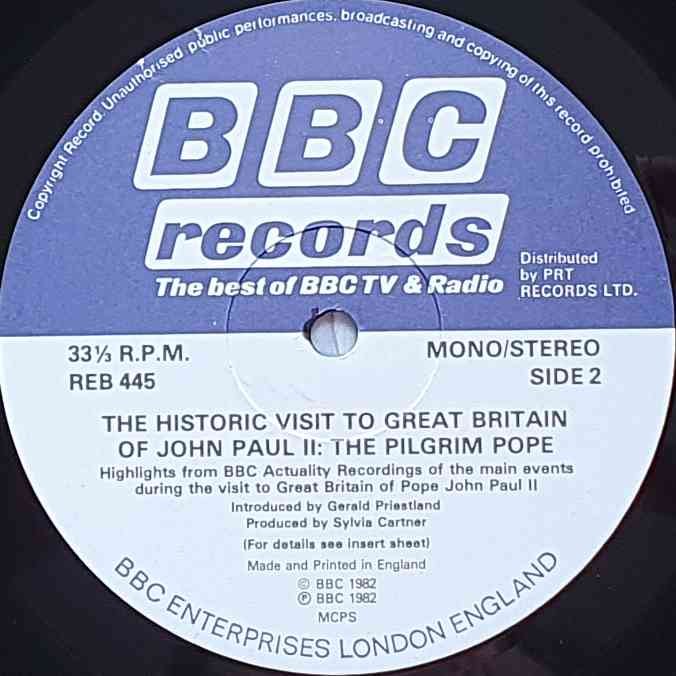 Copyright Record. Unauthorised public performances. broadcasting and copying of this record prohibited
BBC
records
The best of BBC TV & Radio
Distributed
by PRT
RECORDS LTD.
33⅓ R.P.M.
REB 445
MONO/STEREO
SIDE 2
THE HISTORIC VISIT TO GREAT BRITAIN
OF JOHN PAUL II: THE PILGRIM POPE
Highlights from BBC Actuality Recordings of the main events
during the visit to Great Britain of Pope John Paul II
Introduced by Gerald Priestland
Produced by Sylvia Cartner
(For details see insert sheet)
Made and Printed in England
© BBC 1982
℗ BBC 1982
MCPS
BBC ENTERPRISES LONDON ENGLAND